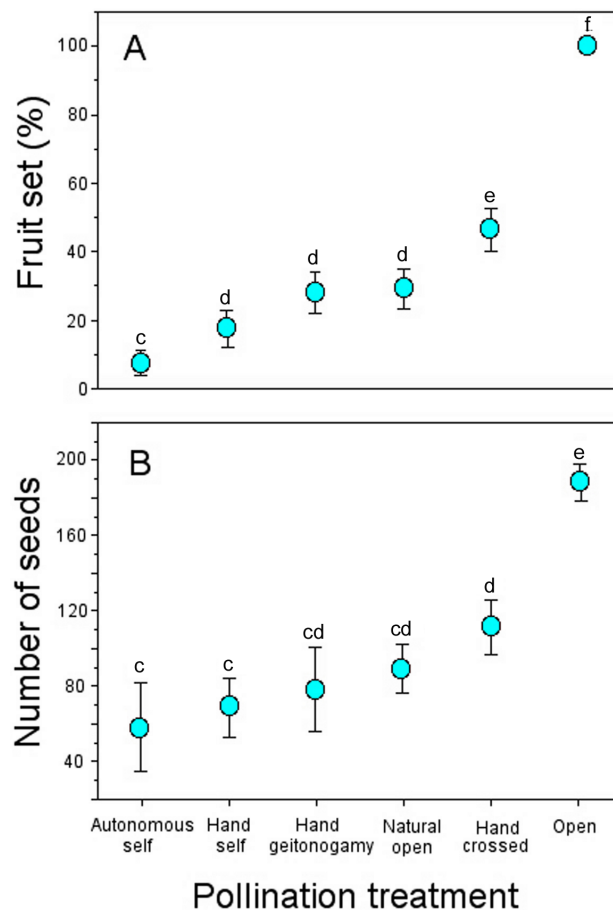 A
Fruit set (%)
100
80
60
40
20
0
c
d
d
d
e
f
B
Number of seeds
200
160
120
80
40
c
c
cd
cd
d
e
Autonomous
self
Hand
self
Hand
geitonogamy
Natural
open
Hand
crossed
Open
Pollination treatment